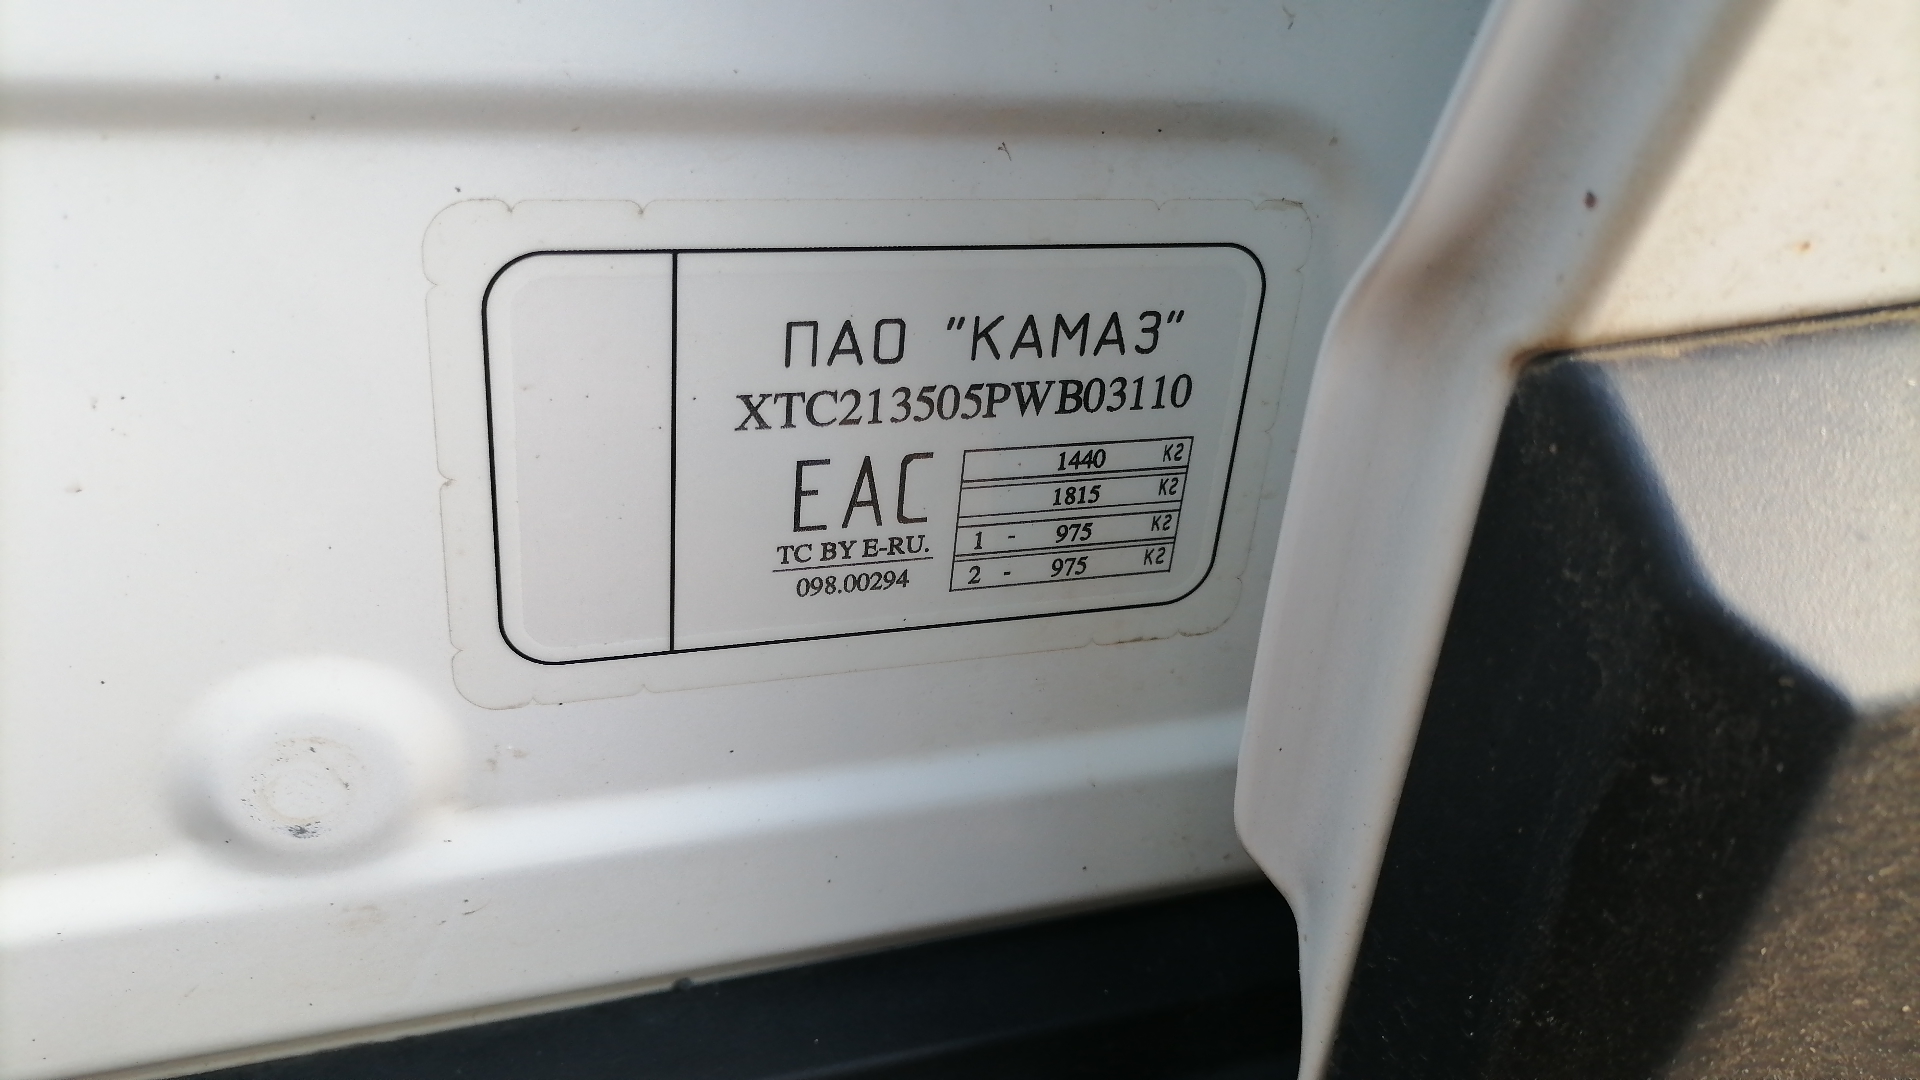 ПАО "КАМАЗ"
XTC213505PWB03110
EAC
TC BY E-RU.
098.00294
1440 кг
1815 кг
1 - 975 кг
2 - 975 кг